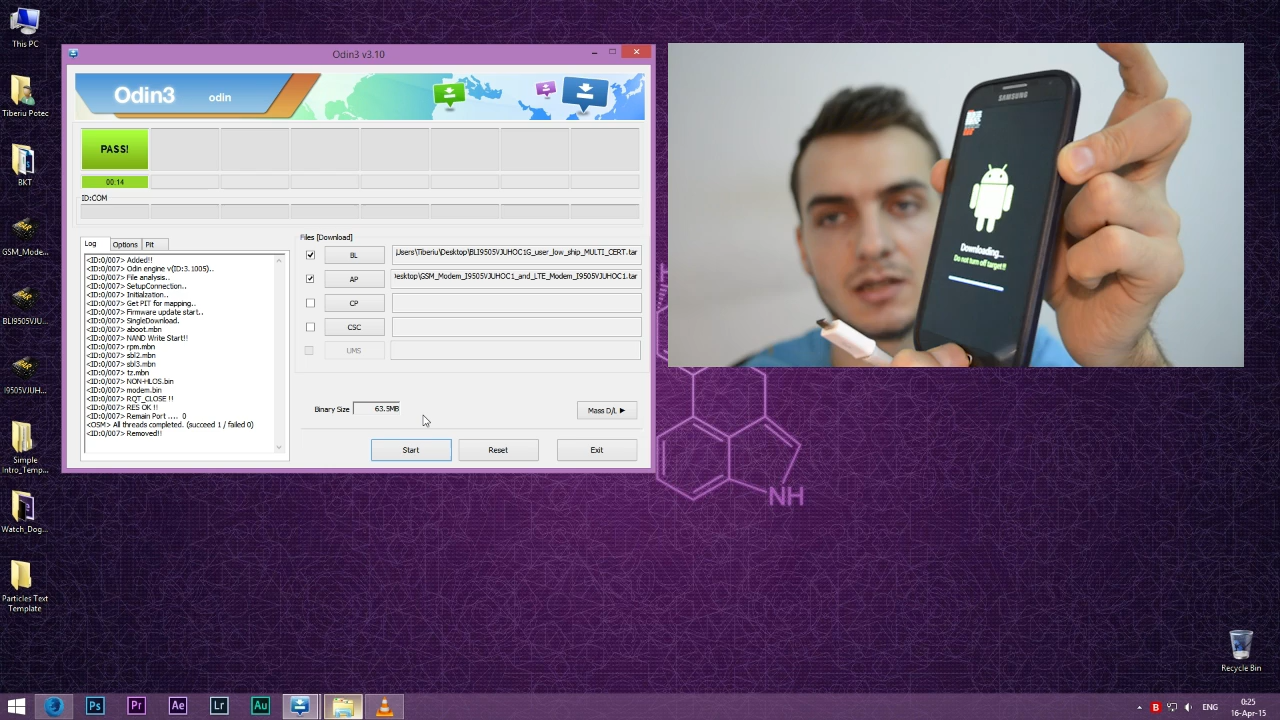 This PC
Tiberiu Potec
BKT
GSM_Mode...
BLI9505VJU...
I9505VJUH...
Simple
Intro_Temp...
Watch_Dog...
Particles Text
Template
Odin3 v3.10
Odin3
odin
PASS!
00:14
ID:COM
Log
Options
Pit
<ID:0/007> Added!!
<ID:0/007> Odin engine v(ID:3.1005)..
<ID:0/007> File analysis..
<ID:0/007> SetupConnection..
<ID:0/007> Initialzation..
<ID:0/007> Get PIT for mapping..
<ID:0/007> Firmware update start..
<ID:0/007> SingleDownload.
<ID:0/007> aboot.mbn
<ID:0/007> NAND Write Start!!
<ID:0/007> rpm.mbn
<ID:0/007> sbl2.mbn
<ID:0/007> sbl3.mbn
<ID:0/007> tz.mbn
<ID:0/007> NON-HLOS.bin
<ID:0/007> modem.bin
<ID:0/007> RQT_CLOSE !!
<ID:0/007> RES OK !!
<ID:0/007> Remain Port .... 0
<OSM> All threads completed. (succeed 1 / failed 0)
<ID:0/007> Removed!!
Files [Download]
BL
Users\Tiberiu\Desktop\BLI9505VJUHOC1G_user_low_ship_MULTI_CERT.tar
AP
esktop\GSM_Modem_I9505VJUHOC1_and_LTE_Modem_I9505VJUHOC1.tar
CP
CSC
UMS
Binary Size
63.5MB
Mass D/L ▶
Start
Reset
Exit
SAMSUNG
Downloading...
Do not turn off target !!
NH
Recycle Bin
Ps
Pr
Ae
Lr
Au
B
ENG
0:25
16-Apr-15